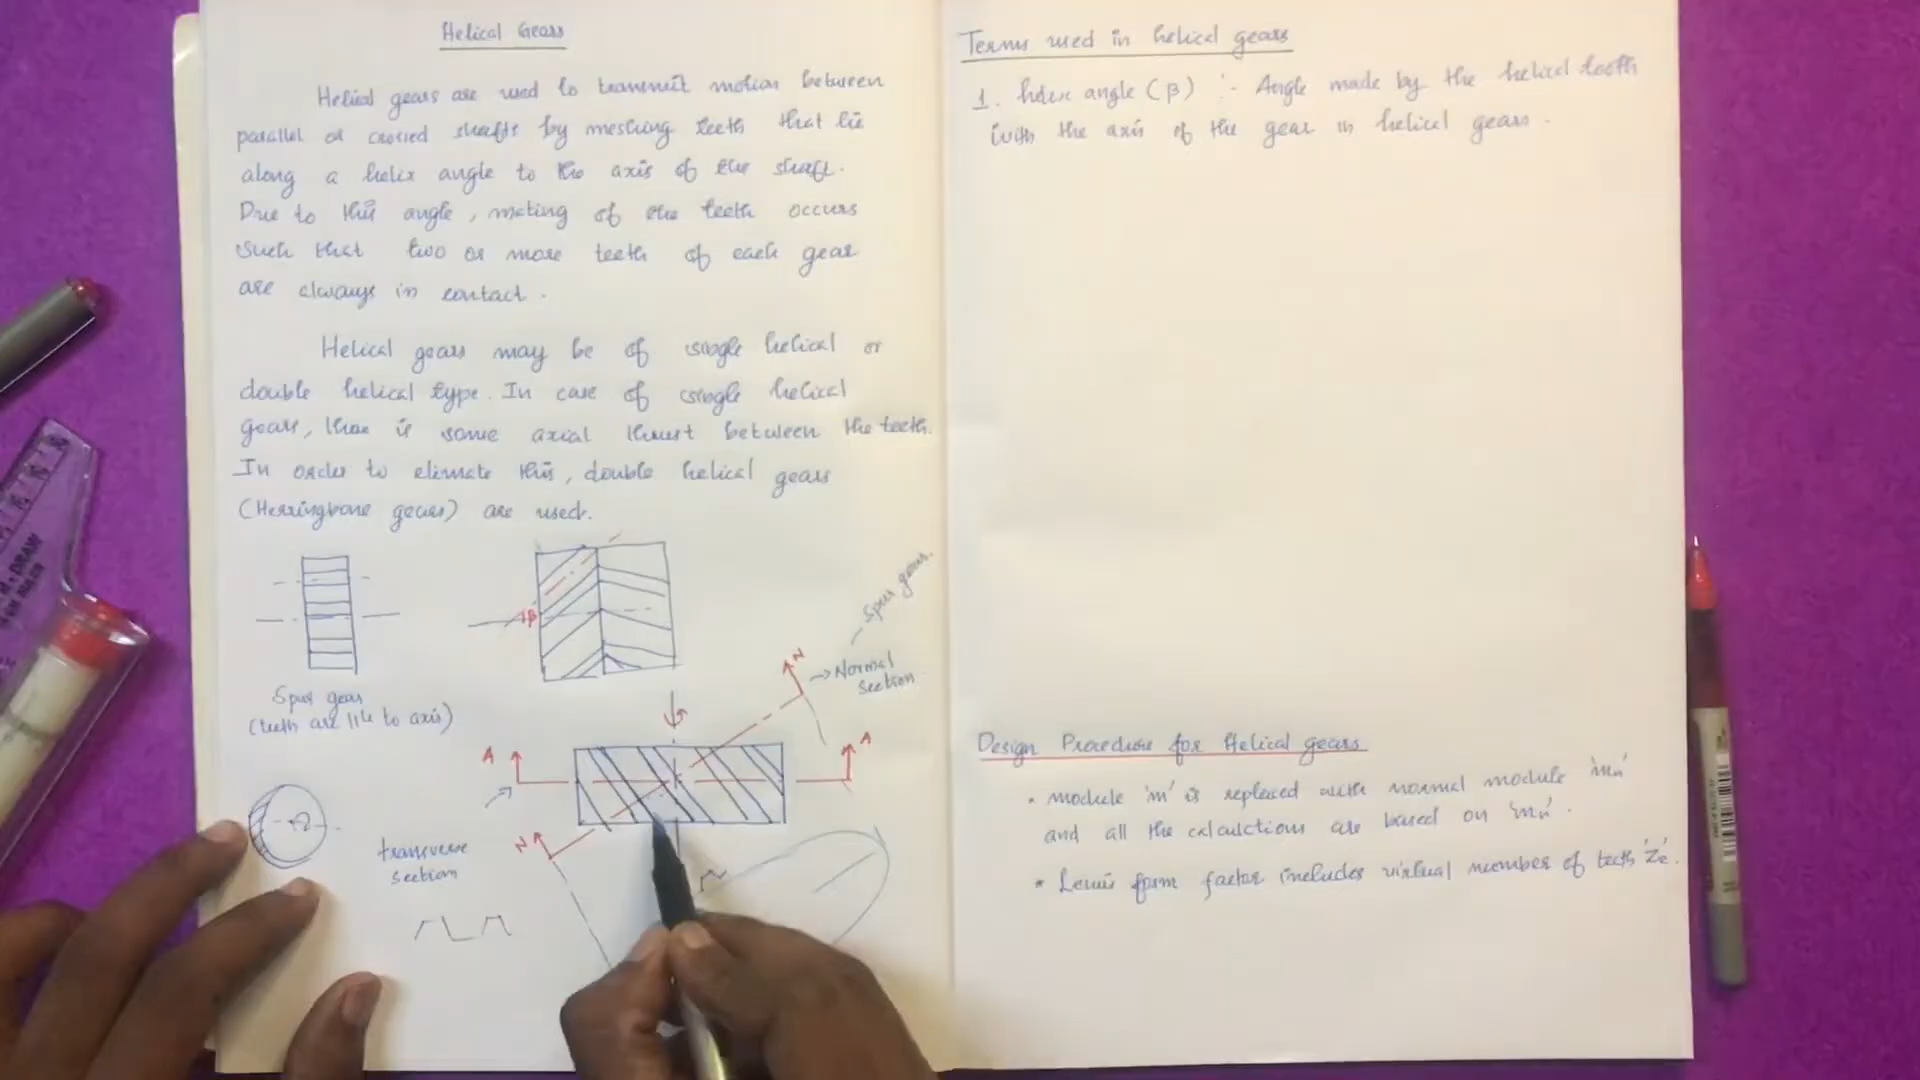 Helical Gears
Helical gears are used to transmit motion between
parallel or crossed shafts by meshing teeth that lie
along a helix angle to the axis of the shaft.
Due to this angle, mating of the teeth occurs
such that two or more teeth of each gear
are always in contact.
Helical gears may be of single helical or
double helical type. In case of single helical
gears, there is some axial thrust between the teeth.
In order to elimate this, double helical gears
(Herringbone gears) are used.
β
Spur gears.
N
→ Normal
section
Spur gear
(teeth are ||le to axis)
A
A
N
transverse
section
Terms used in helical gears
1. helix angle (β) :- Angle made by the helical tooth
with the axis of the gear in helical gears.
Design Procedure for Helical gears
• module 'm' is replaced with normal module 'mn'
and all the calculctions are based on 'mn'.
* Lewis form factor includes virtual number of teeth 'Ze'.